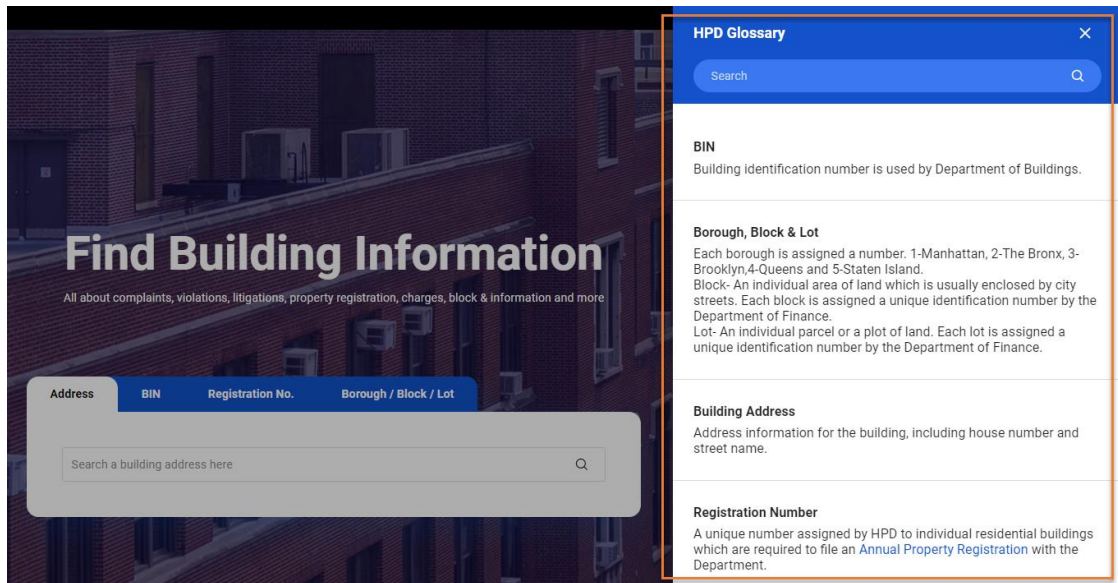 Find Building Information
All about complaints, violations, litigations, property registration, charges, block & information and more
Address
BIN
Registration No.
Borough / Block / Lot
Search a building address here
HPD Glossary
Search
BIN
Building identification number is used by Department of Buildings.
Borough, Block & Lot
Each borough is assigned a number. 1-Manhattan, 2-The Bronx, 3-
Brooklyn,4-Queens and 5-Staten Island.
Block- An individual area of land which is usually enclosed by city
streets. Each block is assigned a unique identification number by the
Department of Finance.
Lot- An individual parcel or a plot of land. Each lot is assigned a
unique identification number by the Department of Finance.
Building Address
Address information for the building, including house number and
street name.
Registration Number
A unique number assigned by HPD to individual residential buildings
which are required to file an Annual Property Registration with the
Department.